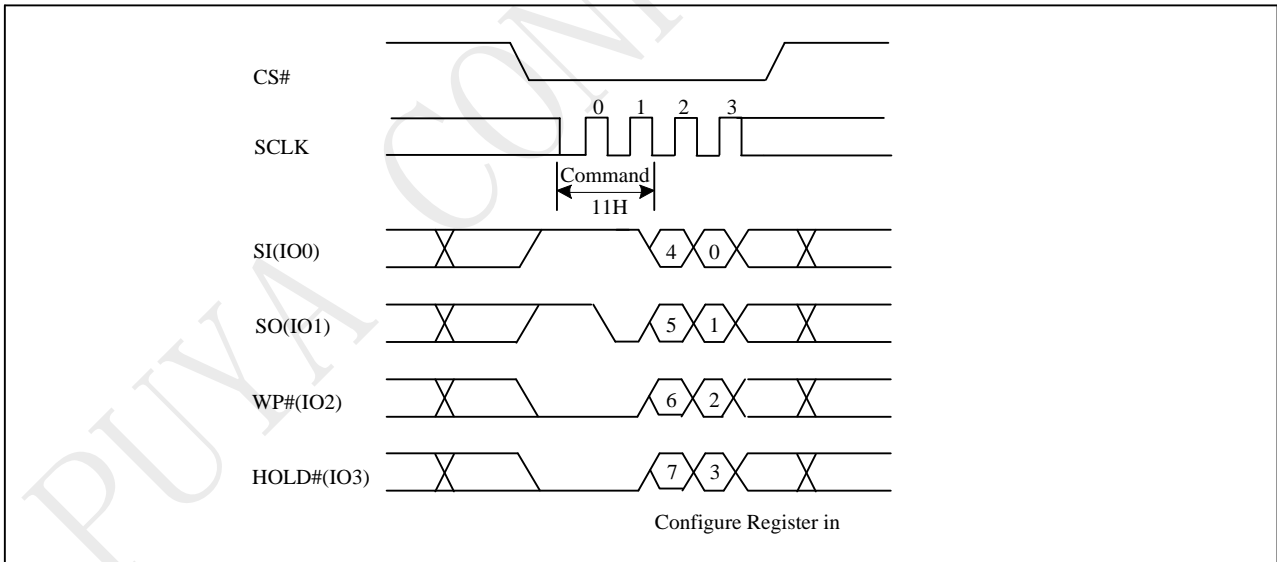 CS#
0 1 2 3
SCLK
Command
11H
SI(IO0)
4 0
SO(IO1)
5 1
WP#(IO2)
6 2
HOLD#(IO3)
7 3
Configure Register in
PUYA CON